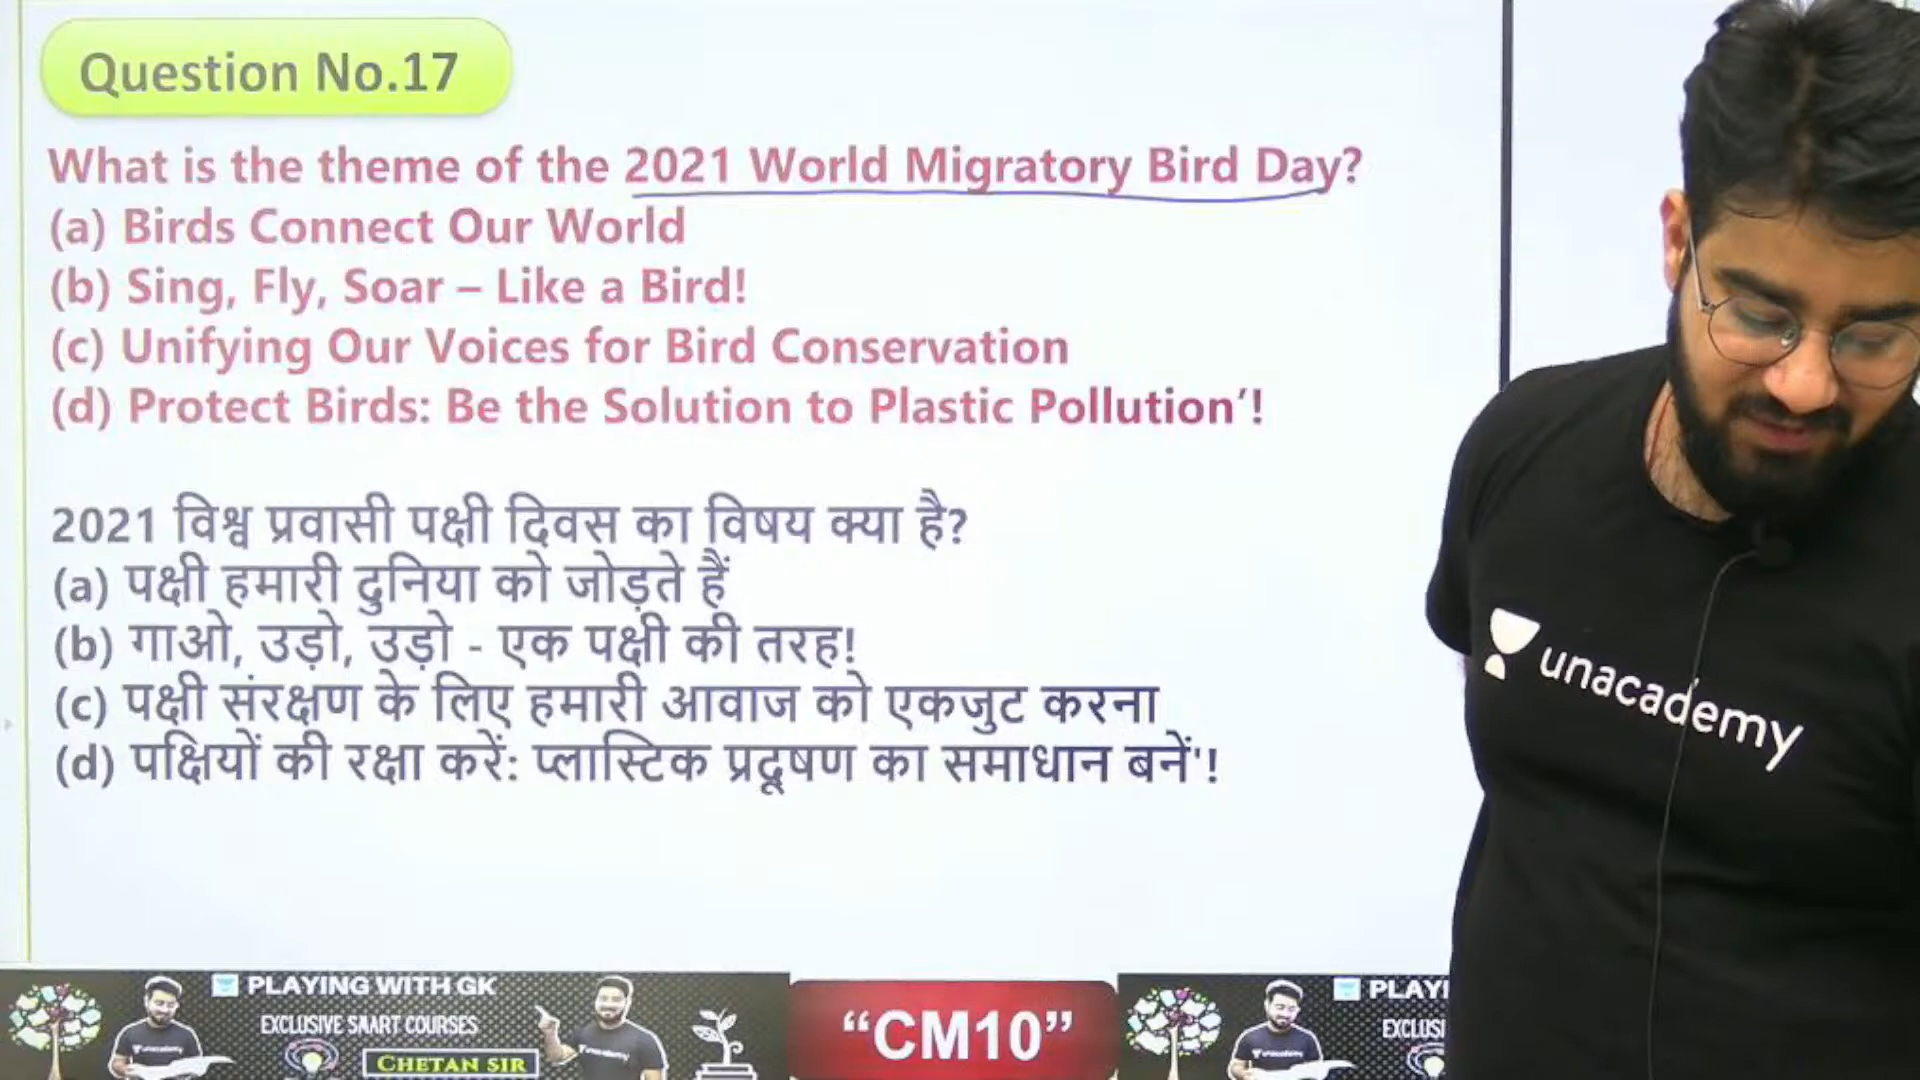 Question No.17
What is the theme of the 2021 World Migratory Bird Day?
(a) Birds Connect Our World
(b) Sing, Fly, Soar – Like a Bird!
(c) Unifying Our Voices for Bird Conservation
(d) Protect Birds: Be the Solution to Plastic Pollution’!
2021 विश्व प्रवासी पक्षी दिवस का विषय क्या है?
(a) पक्षी हमारी दुनिया को जोड़ते हैं
(b) गाओ, उड़ो, उड़ो - एक पक्षी की तरह!
(c) पक्षी संरक्षण के लिए हमारी आवाज को एकजुट करना
(d) पक्षियों की रक्षा करें: प्लास्टिक प्रदूषण का समाधान बनें'!
unacademy
PLAYING WITH GK
EXCLUSIVE SMART COURSES
CHETAN SIR
unacademy
unacademy
“CM10”
PLAYI
EXCLUSI
unacademy